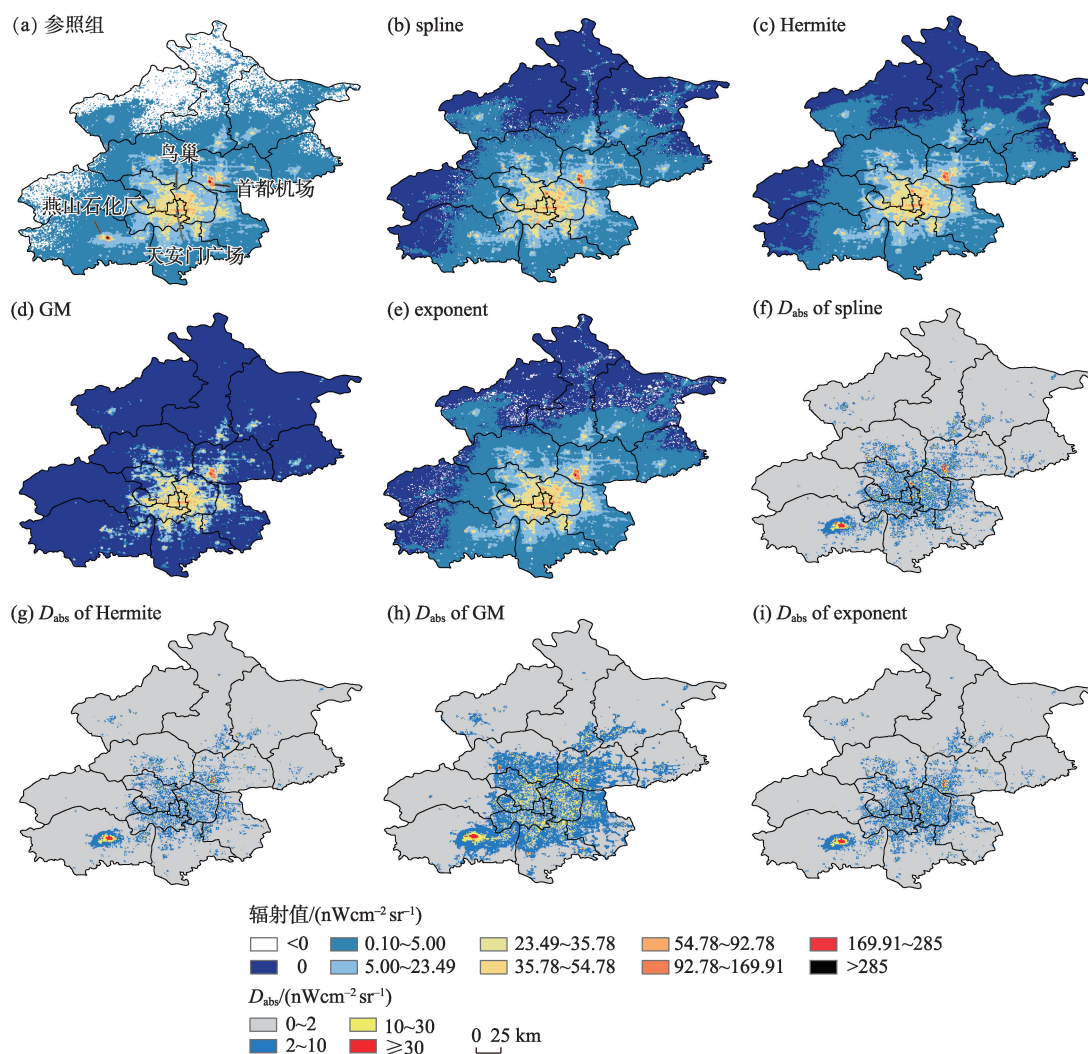 (a) 参照组
(b) spline
(c) Hermite
鸟巢
首都机场
燕山石化厂
天安门广场
(d) GM
(e) exponent
(f) Dabs of spline
(g) Dabs of Hermite
(h) Dabs of GM
(i) Dabs of exponent
辐射值/(nWcm⁻² sr⁻¹)
<0 0.10~5.00 23.49~35.78 54.78~92.78 169.91~285
0 5.00~23.49 35.78~54.78 92.78~169.91 >285
Dabs/(nWcm⁻² sr⁻¹)
0~2 10~30
2~10 ≥30
0 25 km